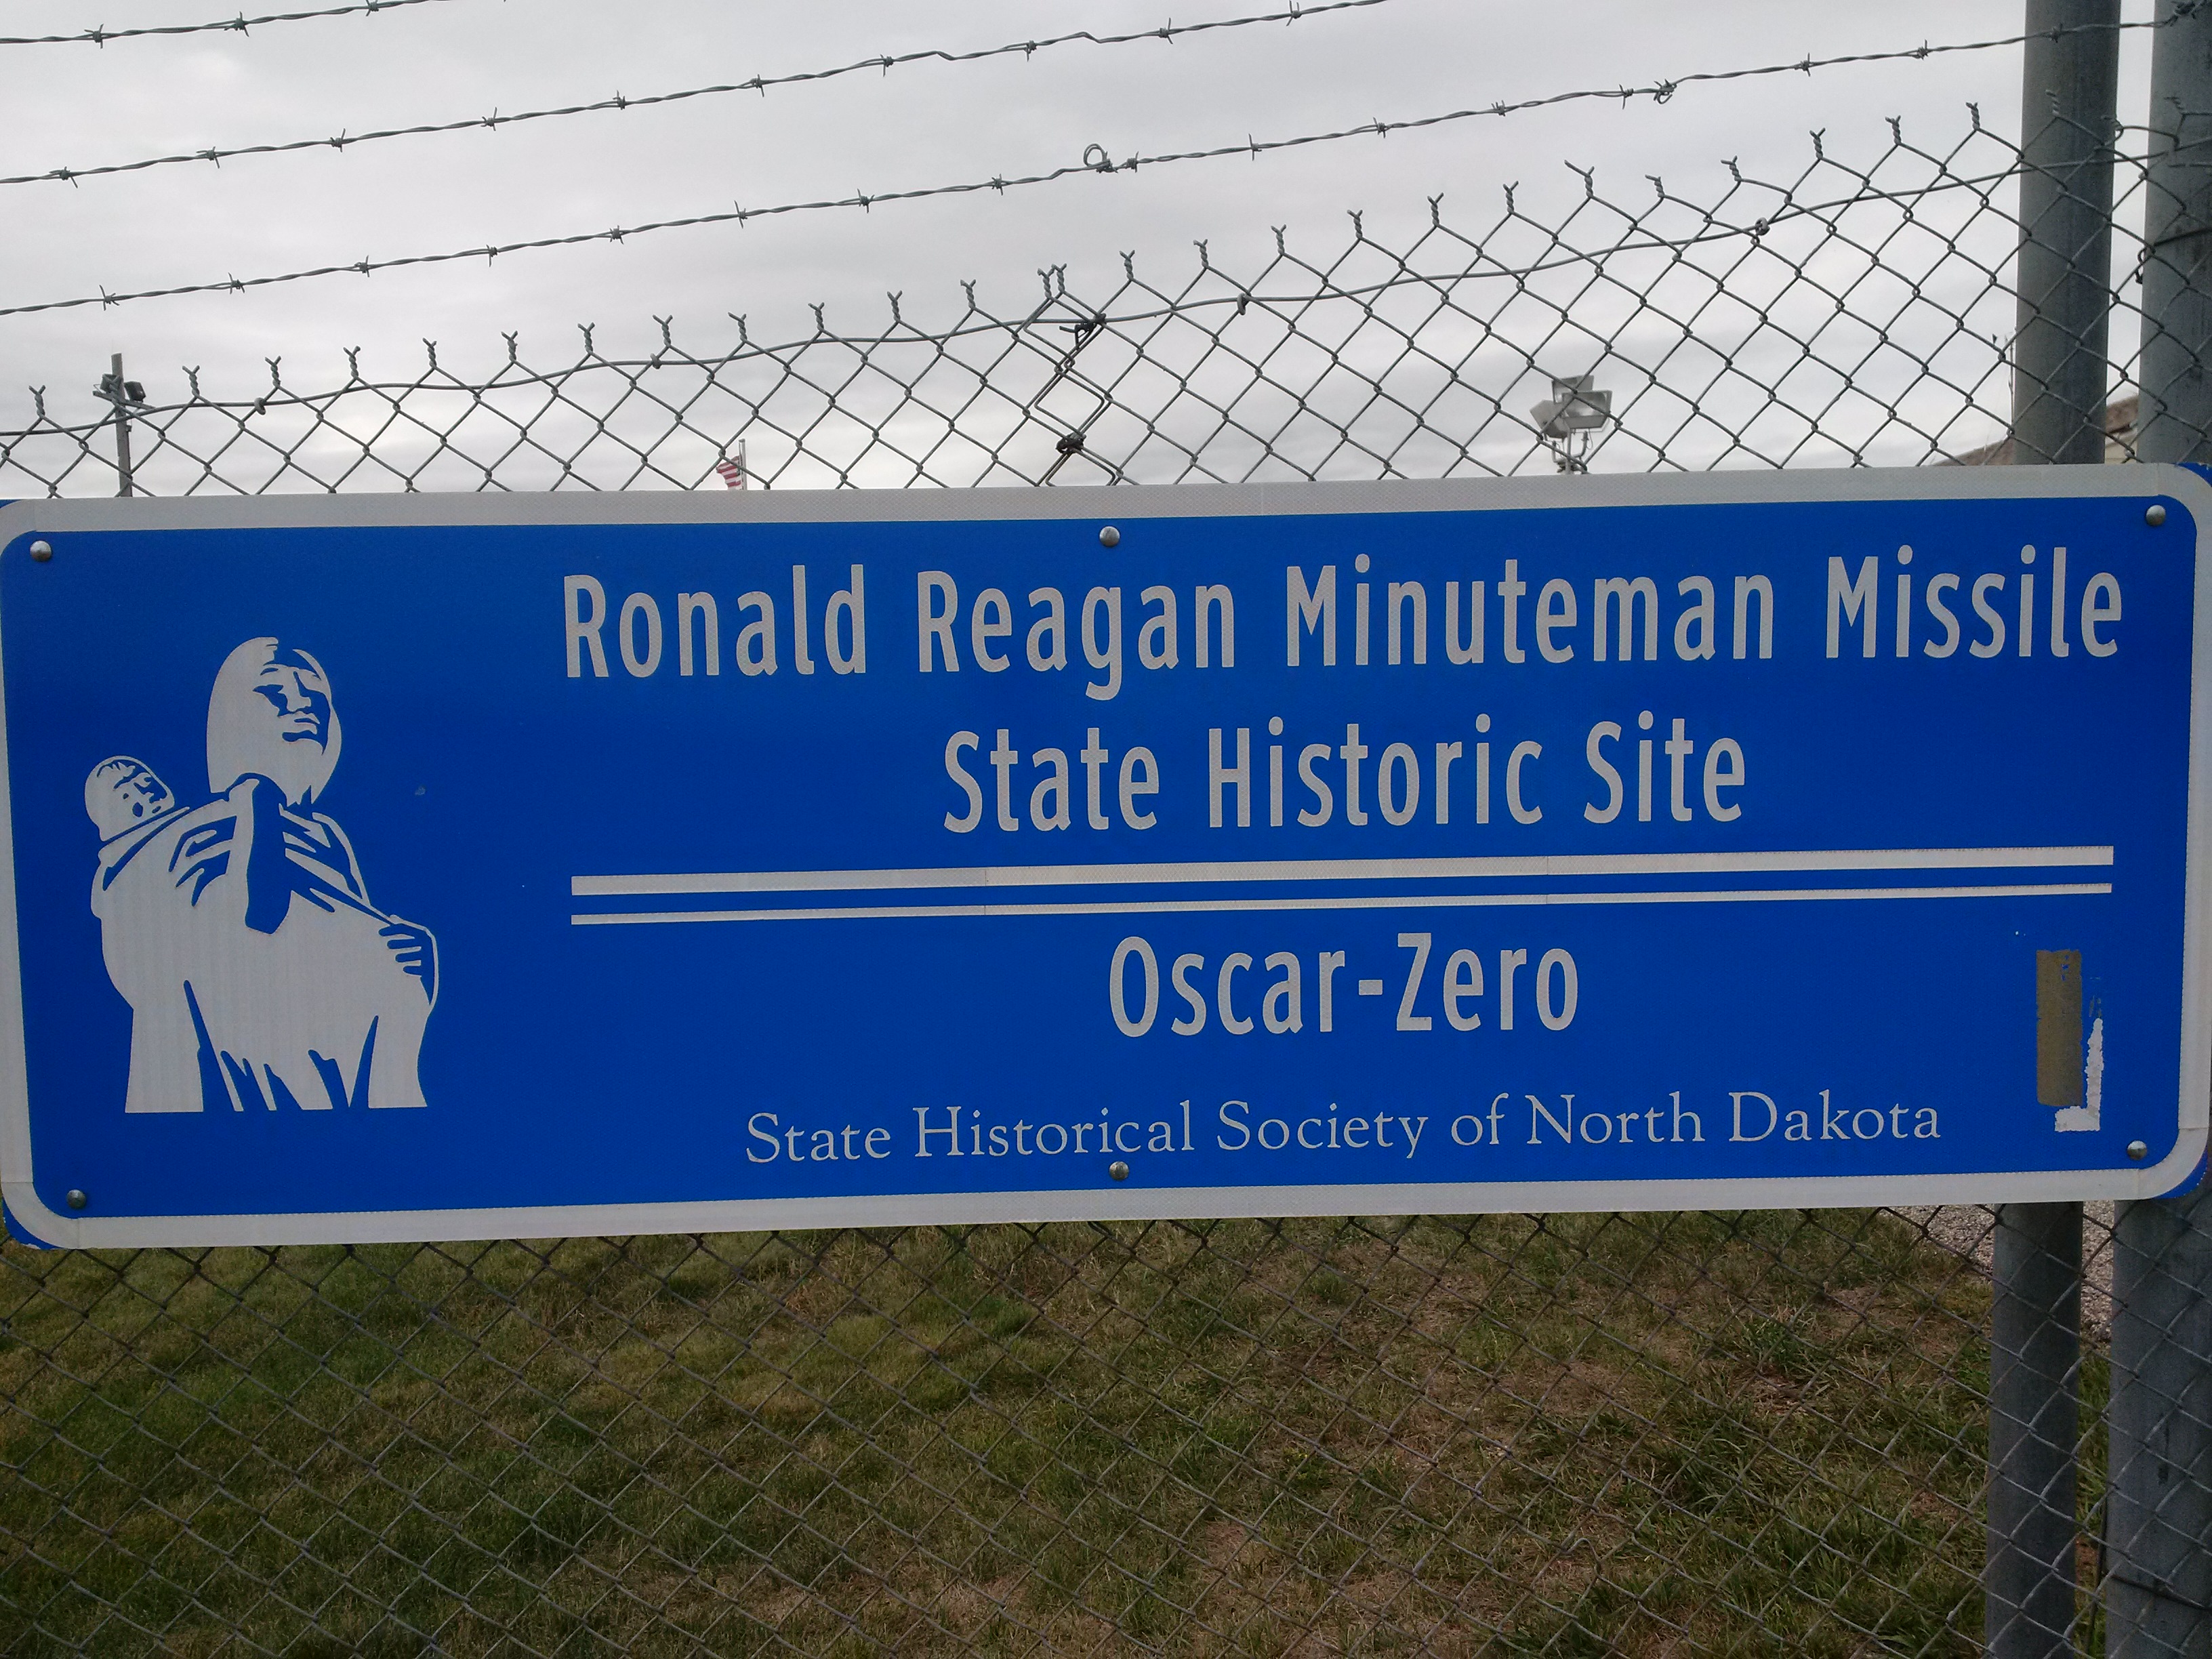 Ronald Reagan Minuteman Missile
State Historic Site
Oscar-Zero
State Historical Society of North Dakota